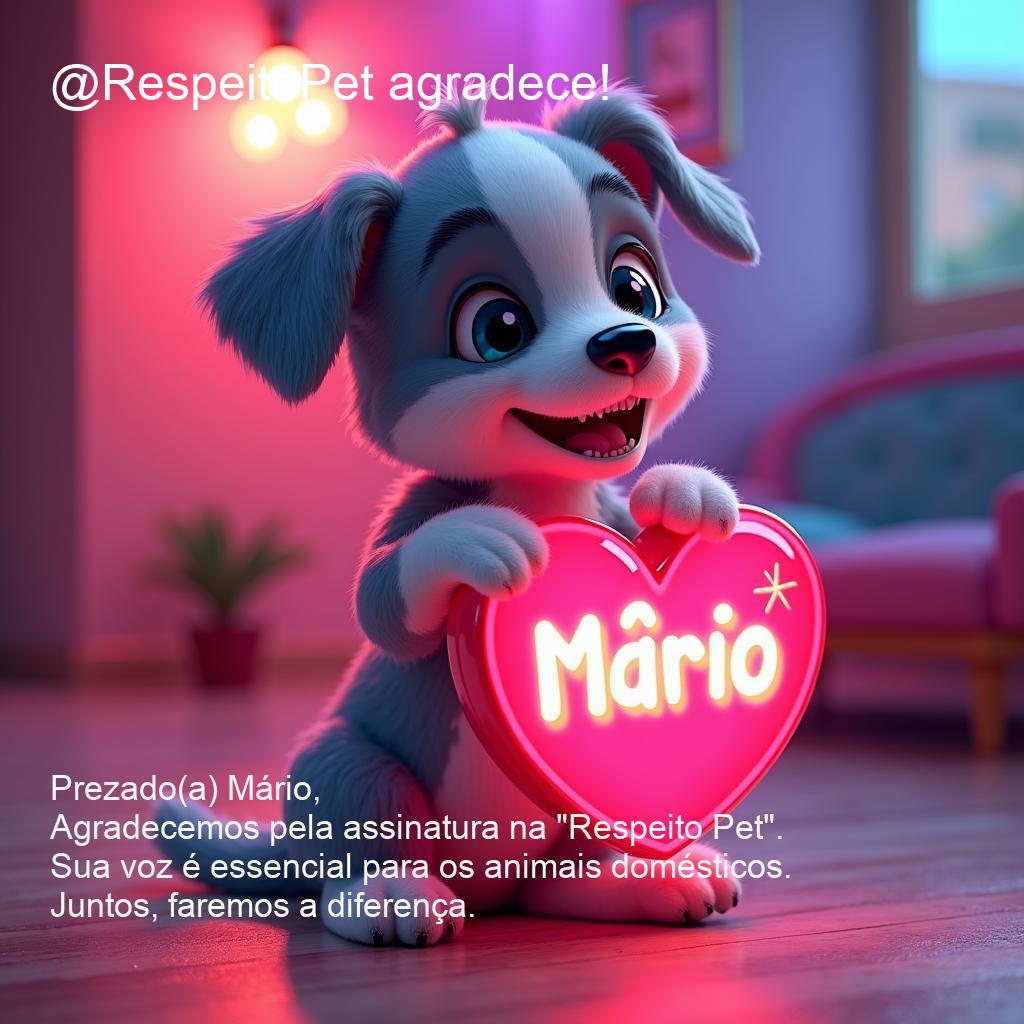 @RespeitoPet agradece!
Mârio
Prezado(a) Mário,
Agradecemos pela assinatura na "Respeito Pet".
Sua voz é essencial para os animais domésticos.
Juntos, faremos a diferença.